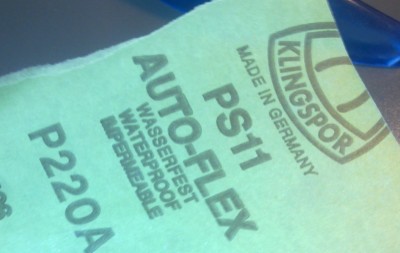 KLINGSPOR
MADE IN GERMANY
PS11
AUTO-FLEX
WASSERFEST
WATERPROOF
IMPERMEABLE
P220A